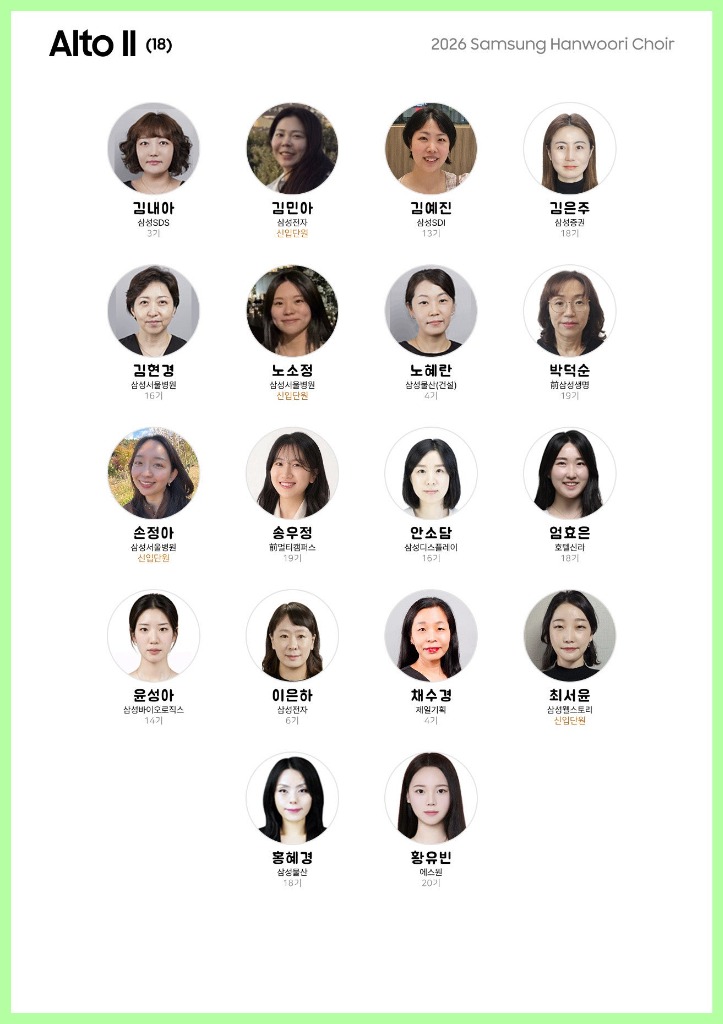 Alto II (18)
2026 Samsung Hanwoori Choir
김내아
삼성SDS
3기
김민아
삼성전자
신입단원
김예진
삼성SDI
13기
김은주
삼성증권
18기
김현경
삼성서울병원
16기
노소정
삼성서울병원
신입단원
노혜란
삼성물산(건설)
4기
박덕순
前삼성생명
19기
손정아
삼성서울병원
신입단원
송우정
前멀티캠퍼스
19기
안소담
삼성디스플레이
16기
엄효은
호텔신라
18기
윤성아
삼성바이오로직스
14기
이은하
삼성전자
6기
채수경
제일기획
4기
최서윤
삼성웰스토리
신입단원
홍혜경
삼성물산
18기
황유빈
에스원
20기